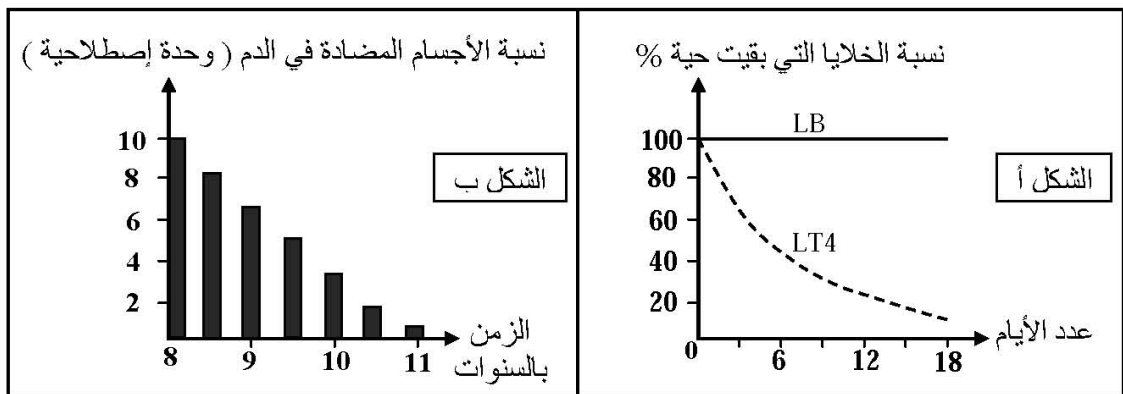 نسبة الخلايا التي بقيت حية %
100
80
60
40
20
0
6
12
18
LB
LT4
الشكل أ
عدد الأيام
نسبة الأجسام المضادة في الدم ( وحدة إصطلاحية )
10
8
6
4
2
8
9
10
11
الشكل ب
الزمن
بالسنوات